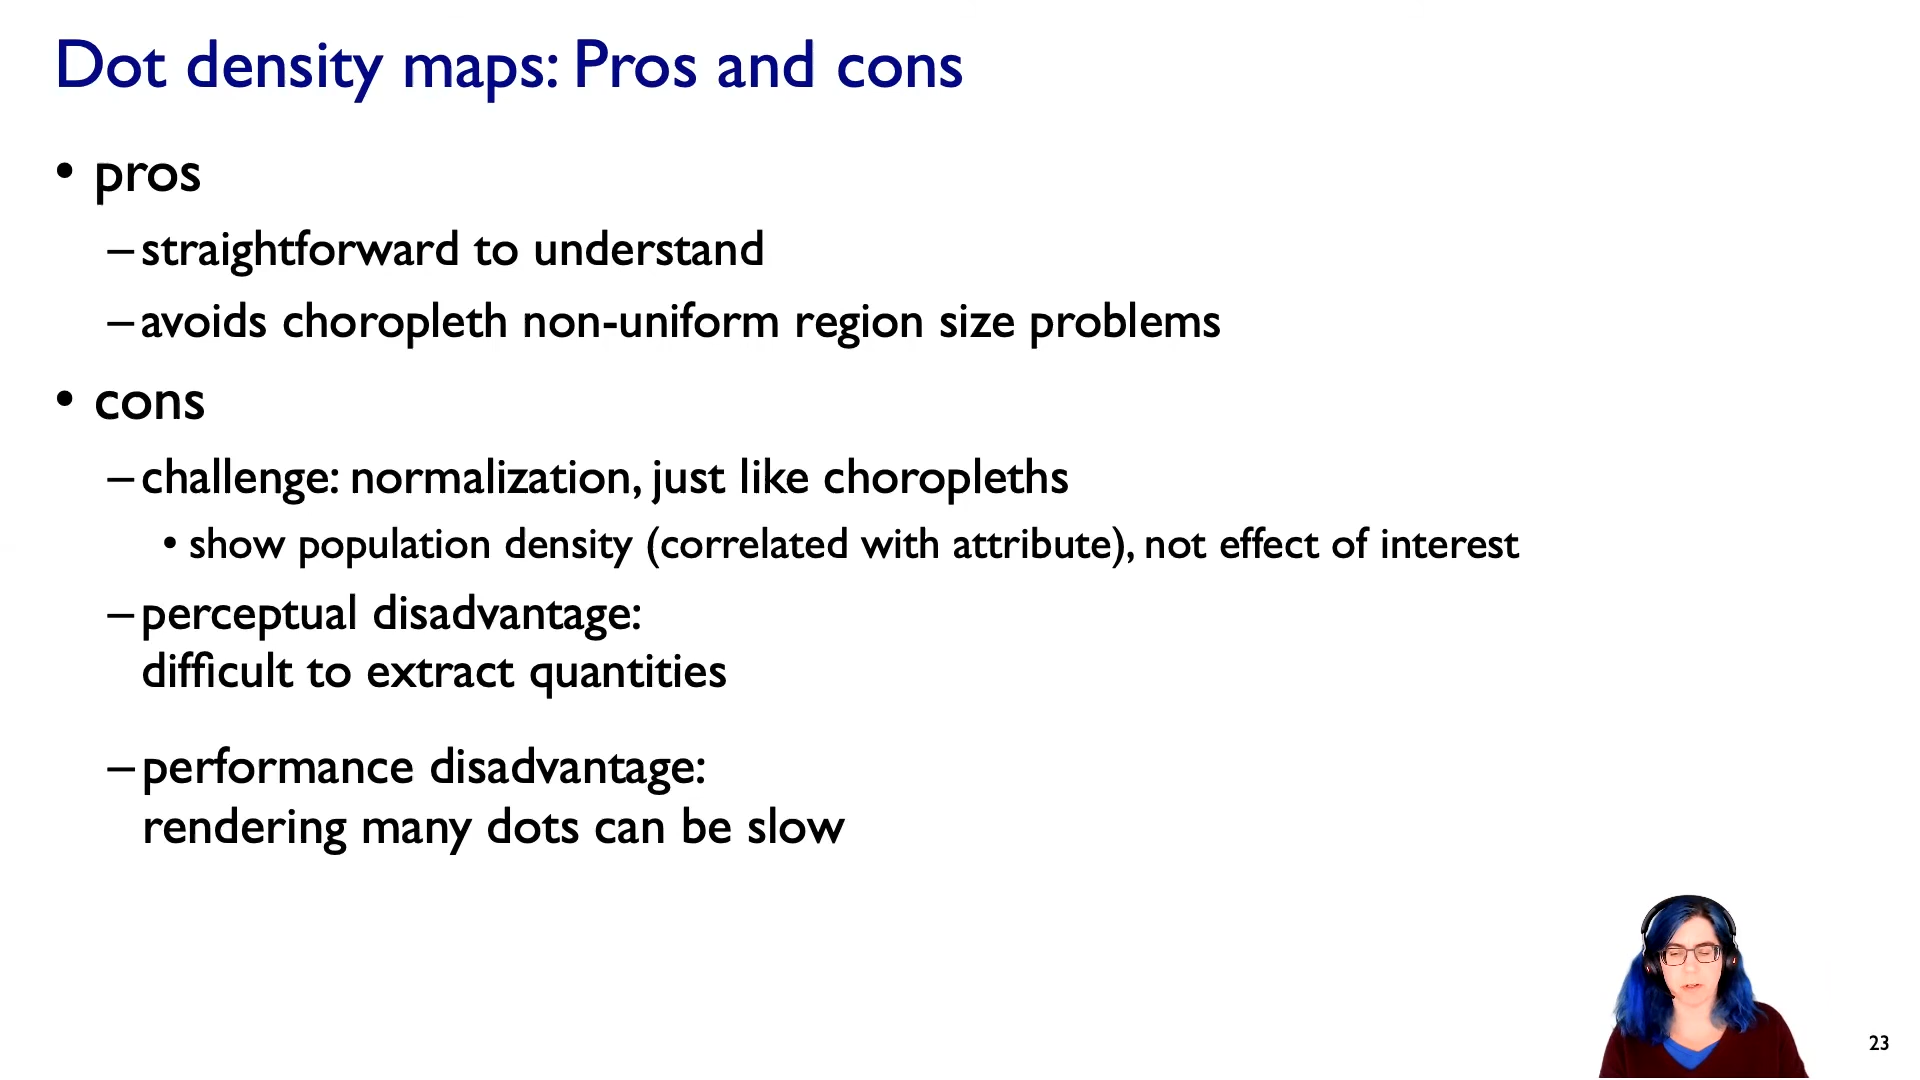 Dot density maps: Pros and cons
• pros
– straightforward to understand
– avoids choropleth non-uniform region size problems
• cons
– challenge: normalization, just like choropleths
• show population density (correlated with attribute), not effect of interest
– perceptual disadvantage:
difficult to extract quantities
– performance disadvantage:
rendering many dots can be slow
23